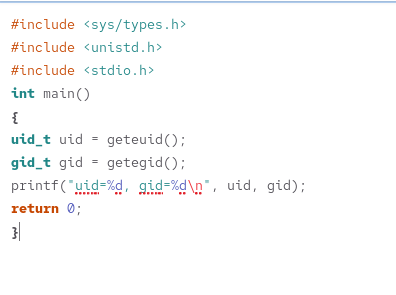 #include <sys/types.h>
#include <unistd.h>
#include <stdio.h>
int main()
{
uid_t uid = geteuid();
gid_t gid = getegid();
printf("uid=%d, gid=%d\n", uid, gid);
return 0;
}